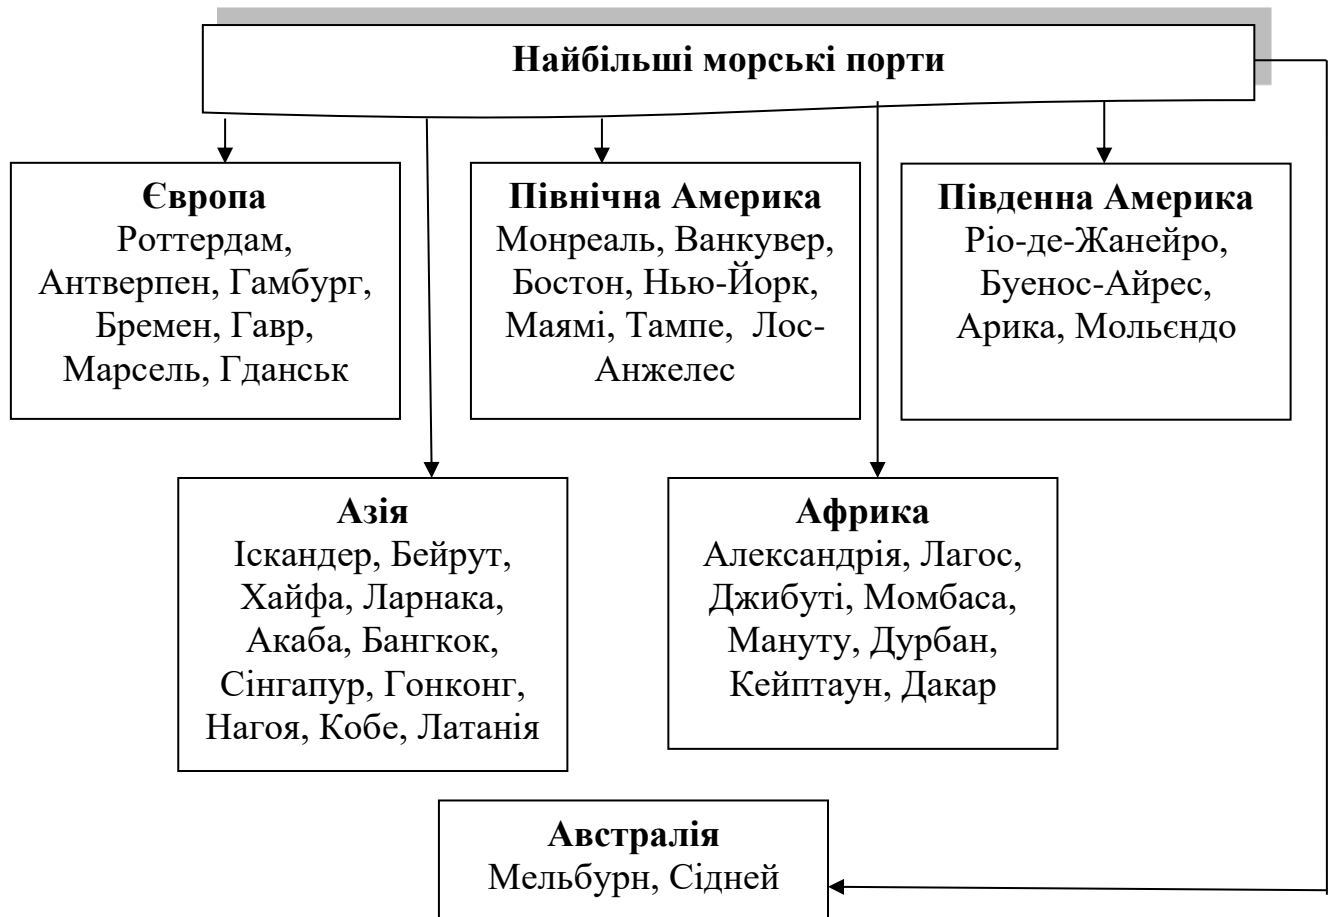 Найбільші морські порти
Європа
Роттердам,
Антверпен, Гамбург,
Бремен, Гавр,
Марсель, Гданськ
Північна Америка
Монреаль, Ванкувер,
Бостон, Нью-Йорк,
Маямі, Тампе, Лос-
Анжелес
Південна Америка
Ріо-де-Жанейро,
Буенос-Айрес,
Арика, Мольєндо
Азія
Іскандер, Бейрут,
Хайфа, Ларнака,
Акаба, Бангкок,
Сінгапур, Гонконг,
Нагоя, Кобе, Латанія
Африка
Александрія, Лагос,
Джибуті, Момбаса,
Мануту, Дурбан,
Кейптаун, Дакар
Австралія
Мельбурн, Сідней